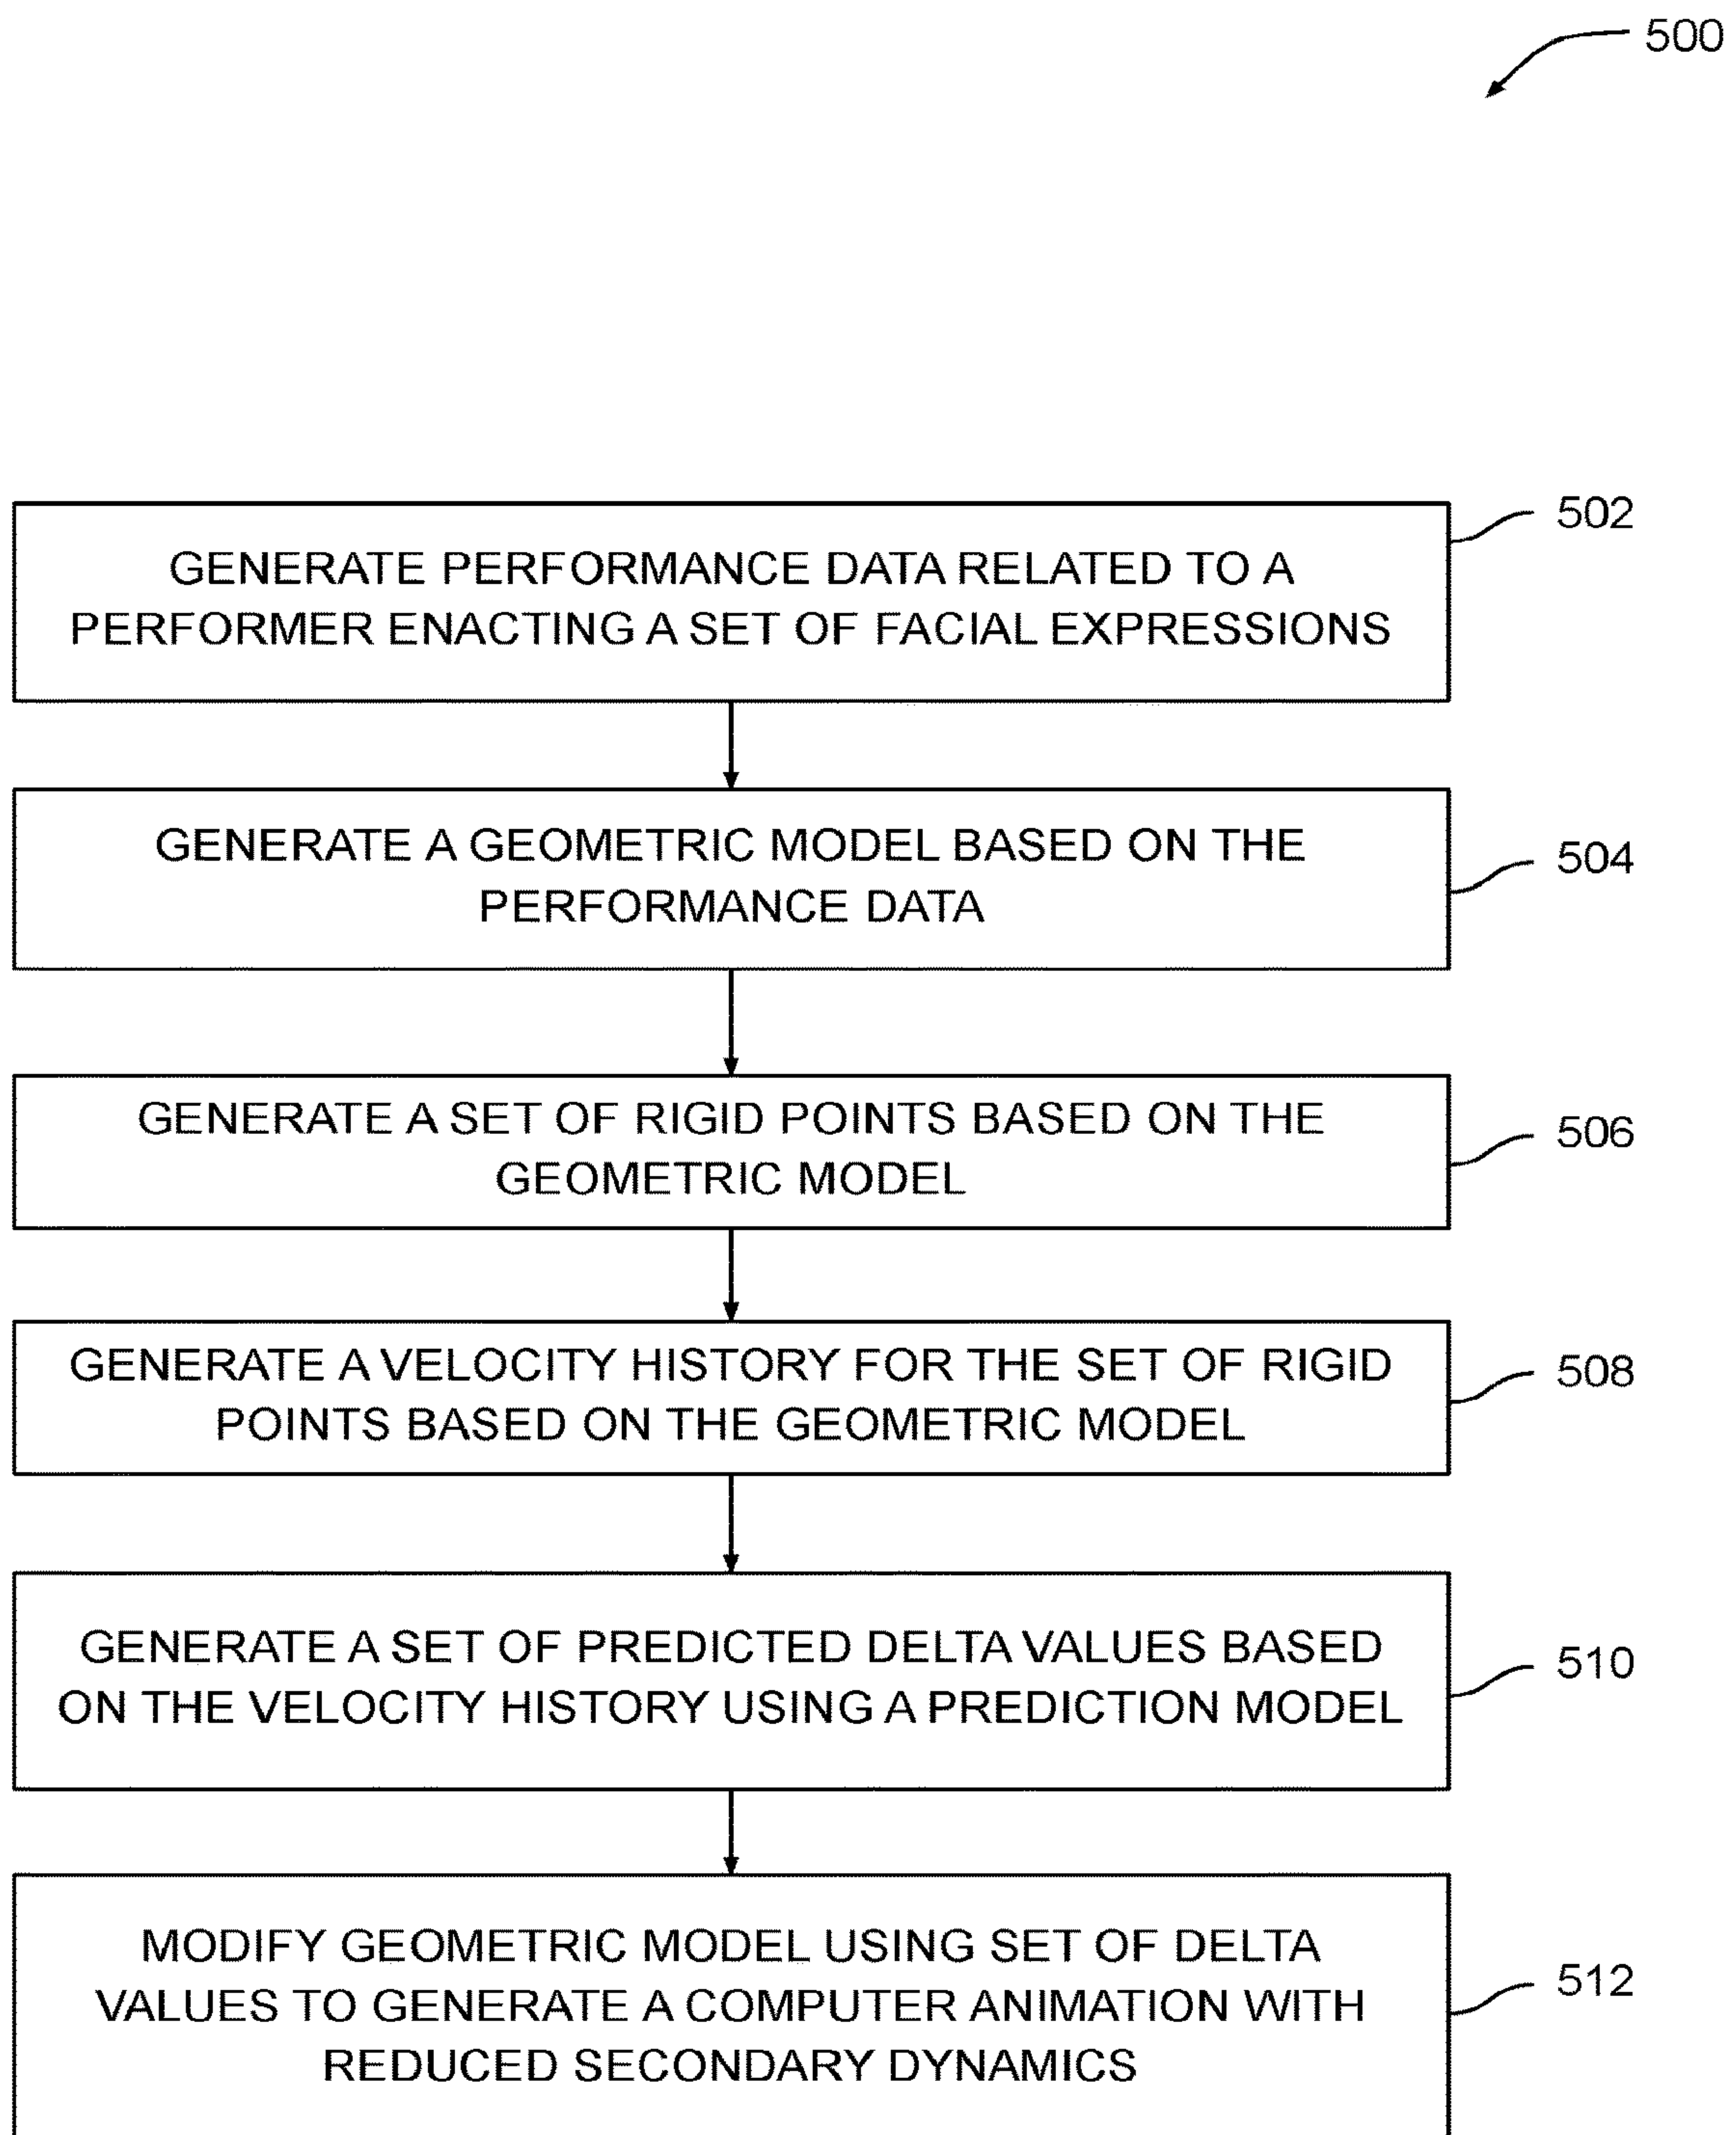 500
502
GENERATE PERFORMANCE DATA RELATED TO A
PERFORMER ENACTING A SET OF FACIAL EXPRESSIONS
504
GENERATE A GEOMETRIC MODEL BASED ON THE
PERFORMANCE DATA
506
GENERATE A SET OF RIGID POINTS BASED ON THE
GEOMETRIC MODEL
508
GENERATE A VELOCITY HISTORY FOR THE SET OF RIGID
POINTS BASED ON THE GEOMETRIC MODEL
510
GENERATE A SET OF PREDICTED DELTA VALUES BASED
ON THE VELOCITY HISTORY USING A PREDICTION MODEL
512
MODIFY GEOMETRIC MODEL USING SET OF DELTA
VALUES TO GENERATE A COMPUTER ANIMATION WITH
REDUCED SECONDARY DYNAMICS